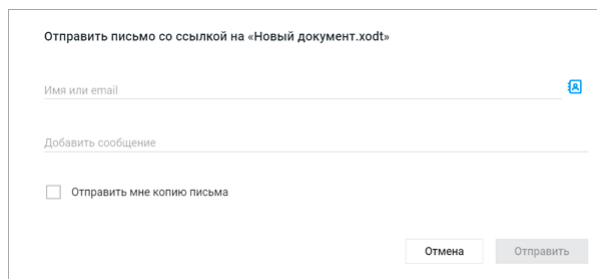 Отправить письмо со ссылкой на «Новый документ.xodt»
Имя или email
Добавить сообщение
Отправить мне копию письма
Отмена Отправить